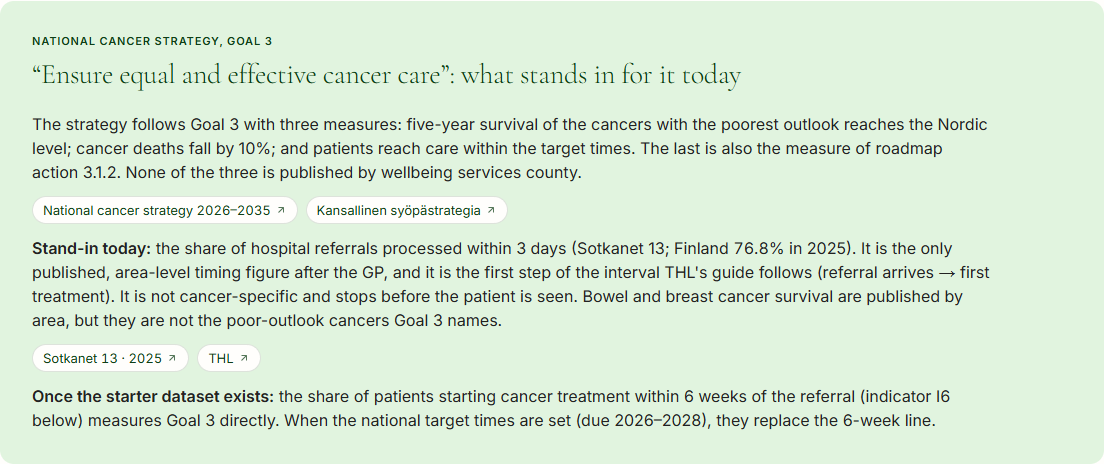 NATIONAL CANCER STRATEGY, GOAL 3
“Ensure equal and effective cancer care”: what stands in for it today
The strategy follows Goal 3 with three measures: five-year survival of the cancers with the poorest outlook reaches the Nordic
level; cancer deaths fall by 10%; and patients reach care within the target times. The last is also the measure of roadmap
action 3.1.2. None of the three is published by wellbeing services county.
National cancer strategy 2026–2035 ↗ Kansallinen syöpästrategia ↗
Stand-in today: the share of hospital referrals processed within 3 days (Sotkanet 13; Finland 76.8% in 2025). It is the only
published, area-level timing figure after the GP, and it is the first step of the interval THL's guide follows (referral arrives → first
treatment). It is not cancer-specific and stops before the patient is seen. Bowel and breast cancer survival are published by
area, but they are not the poor-outlook cancers Goal 3 names.
Sotkanet 13 · 2025 ↗ THL ↗
Once the starter dataset exists: the share of patients starting cancer treatment within 6 weeks of the referral (indicator I6
below) measures Goal 3 directly. When the national target times are set (due 2026–2028), they replace the 6-week line.